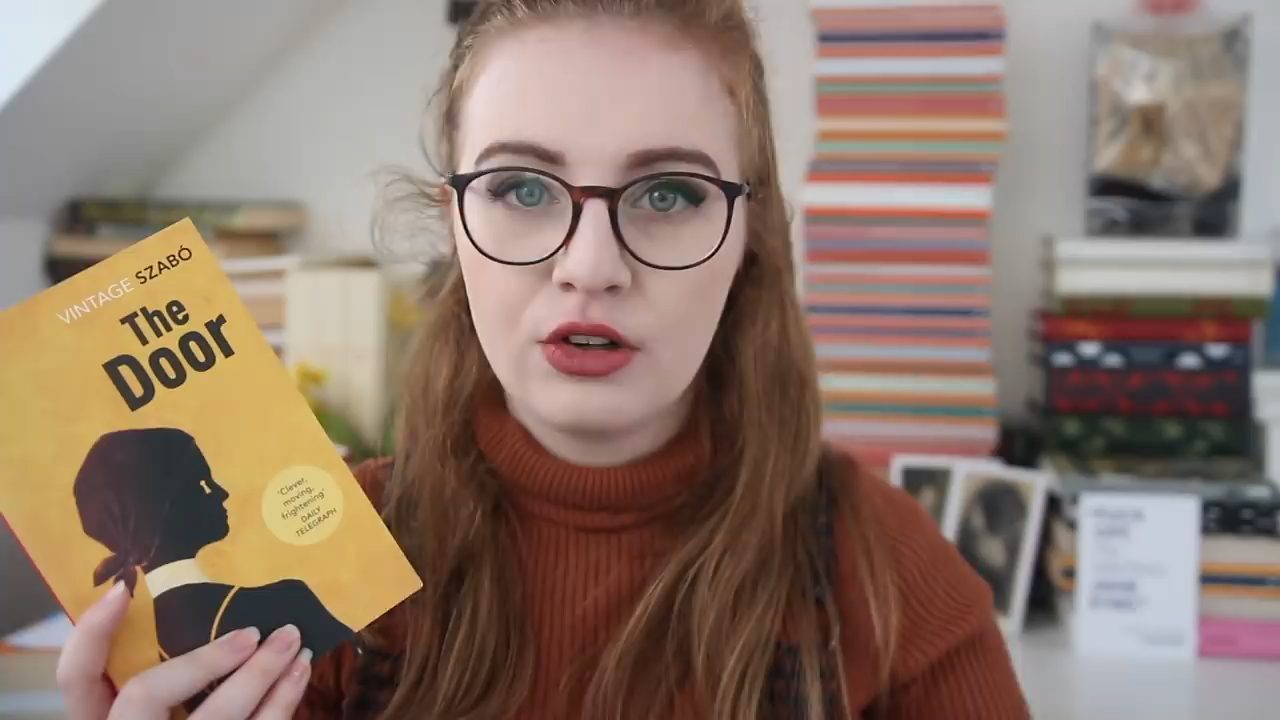 VINTAGE SZABÓ
The
Door
'Clever,
moving,
frightening'
DAILY
TELEGRAPH